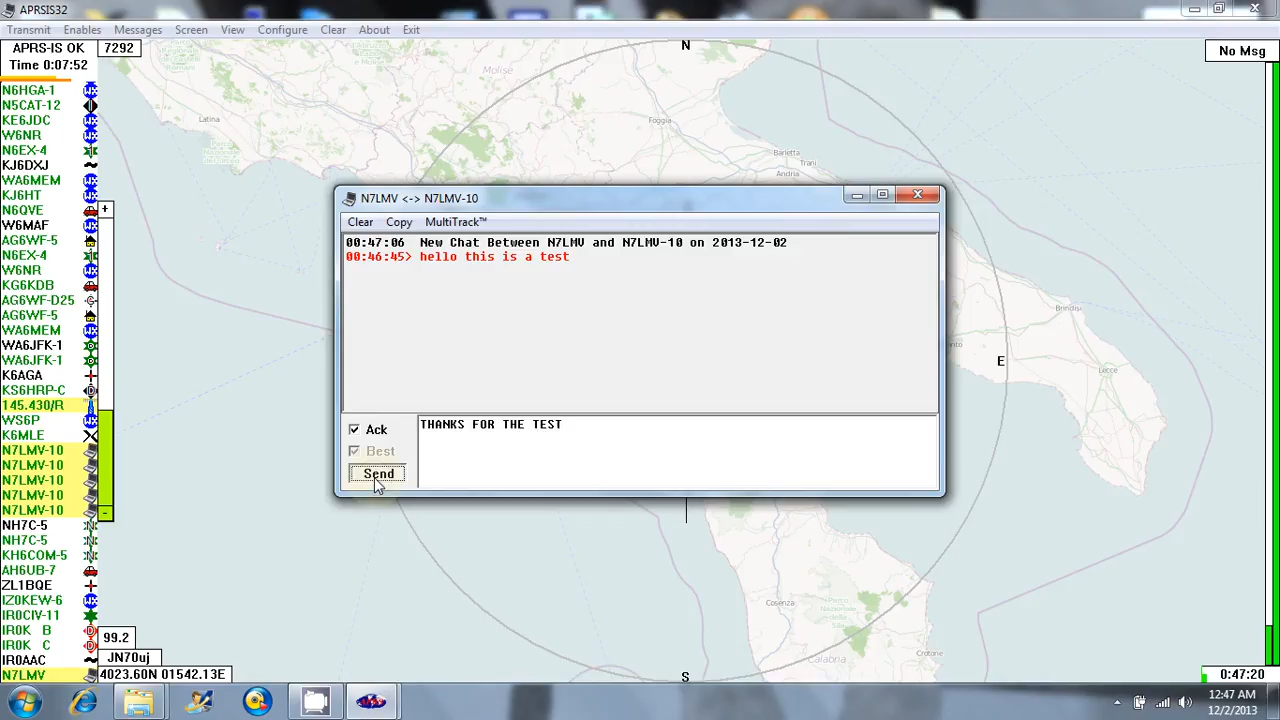 APRSIS32
Transmit Enables Messages Screen View Configure Clear About Exit
APRS-IS OK
7292
Time 0:07:52
No Msg
N
N6HGA-1
N5CAT-12
KE6JDC
W6NR
N6EX-4
KJ6DXJ
WA6MEM
KJ6HT
N6QVE
W6MAF
AG6WF-5
N6EX-4
W6NR
KG6KDB
AG6WF-D25
AG6WF-5
WA6MEM
WA6JFK-1
WA6JFK-1
K6AGA
KS6HRP-C
145.430/R
WS6P
K6MLE
N7LMV-10
N7LMV-10
N7LMV-10
N7LMV-10
N7LMV-10
NH7C-5
NH7C-5
KH6COM-5
AH6UB-7
ZL1BQE
IZ0KEW-6
IR0CIV-11
IR0K B
IR0K C
IR0AAC
N7LMV
+
-
99.2
JN70uj
4023.60N 01542.13E
Molise
Latina
Foggia
Barletta
Trani
Andria
Brindisi
Lecce
Cosenza
Calabria
Crotone
E
S
N7LMV <-> N7LMV-10
Clear Copy MultiTrack™
00:47:06 New Chat Between N7LMV and N7LMV-10 on 2013-12-02
00:46:45> hello this is a test
Ack
Best
Send
THANKS FOR THE TEST
0:47:20
12:47 AM
12/2/2013